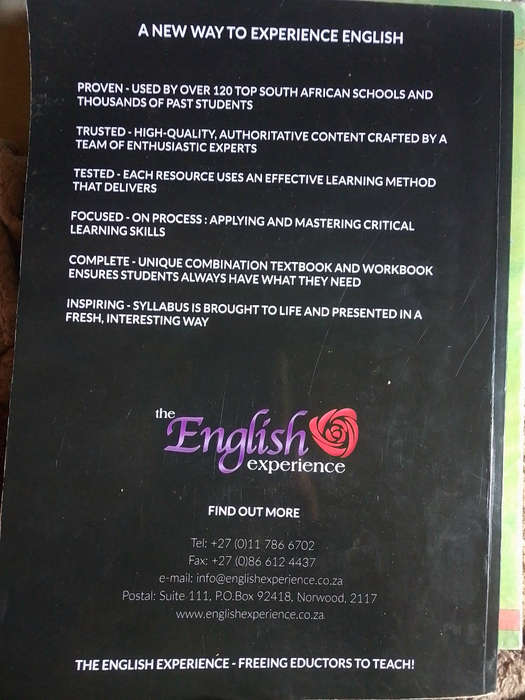 A NEW WAY TO EXPERIENCE ENGLISH
PROVEN - USED BY OVER 120 TOP SOUTH AFRICAN SCHOOLS AND
THOUSANDS OF PAST STUDENTS
TRUSTED - HIGH-QUALITY, AUTHORITATIVE CONTENT CRAFTED BY A
TEAM OF ENTHUSIASTIC EXPERTS
TESTED - EACH RESOURCE USES AN EFFECTIVE LEARNING METHOD
THAT DELIVERS
FOCUSED - ON PROCESS : APPLYING AND MASTERING CRITICAL
LEARNING SKILLS
COMPLETE - UNIQUE COMBINATION TEXTBOOK AND WORKBOOK
ENSURES STUDENTS ALWAYS HAVE WHAT THEY NEED
INSPIRING - SYLLABUS IS BROUGHT TO LIFE AND PRESENTED IN A
FRESH, INTERESTING WAY
the
English
experience
FIND OUT MORE
Tel: +27 (0)11 786 6702
Fax: +27 (0)86 612 4437
e-mail: info@englishexperience.co.za
Postal: Suite 111, P.O.Box 92418, Norwood, 2117
www.englishexperience.co.za
THE ENGLISH EXPERIENCE - FREEING EDUCTORS TO TEACH!